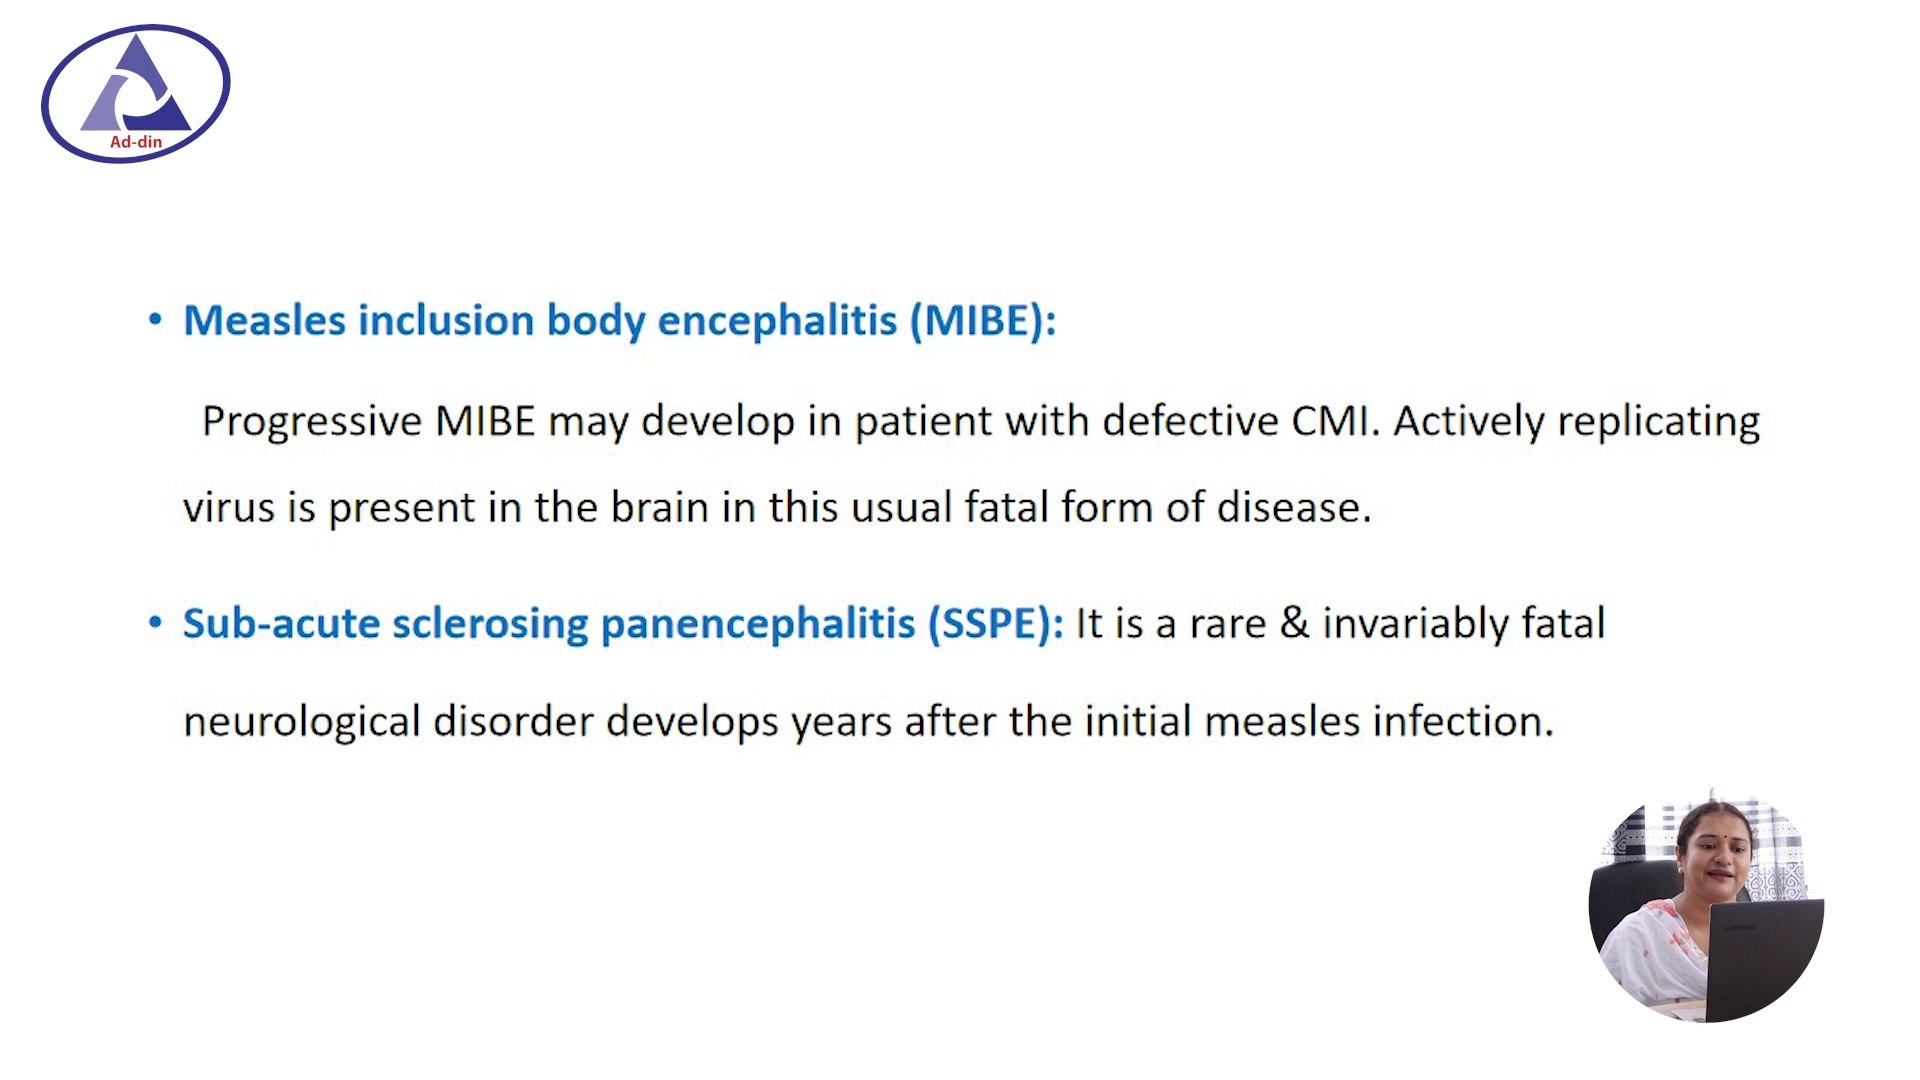 Ad-din
• Measles inclusion body encephalitis (MIBE):
Progressive MIBE may develop in patient with defective CMI. Actively replicating
virus is present in the brain in this usual fatal form of disease.
• Sub-acute sclerosing panencephalitis (SSPE): It is a rare & invariably fatal
neurological disorder develops years after the initial measles infection.
Lenovo